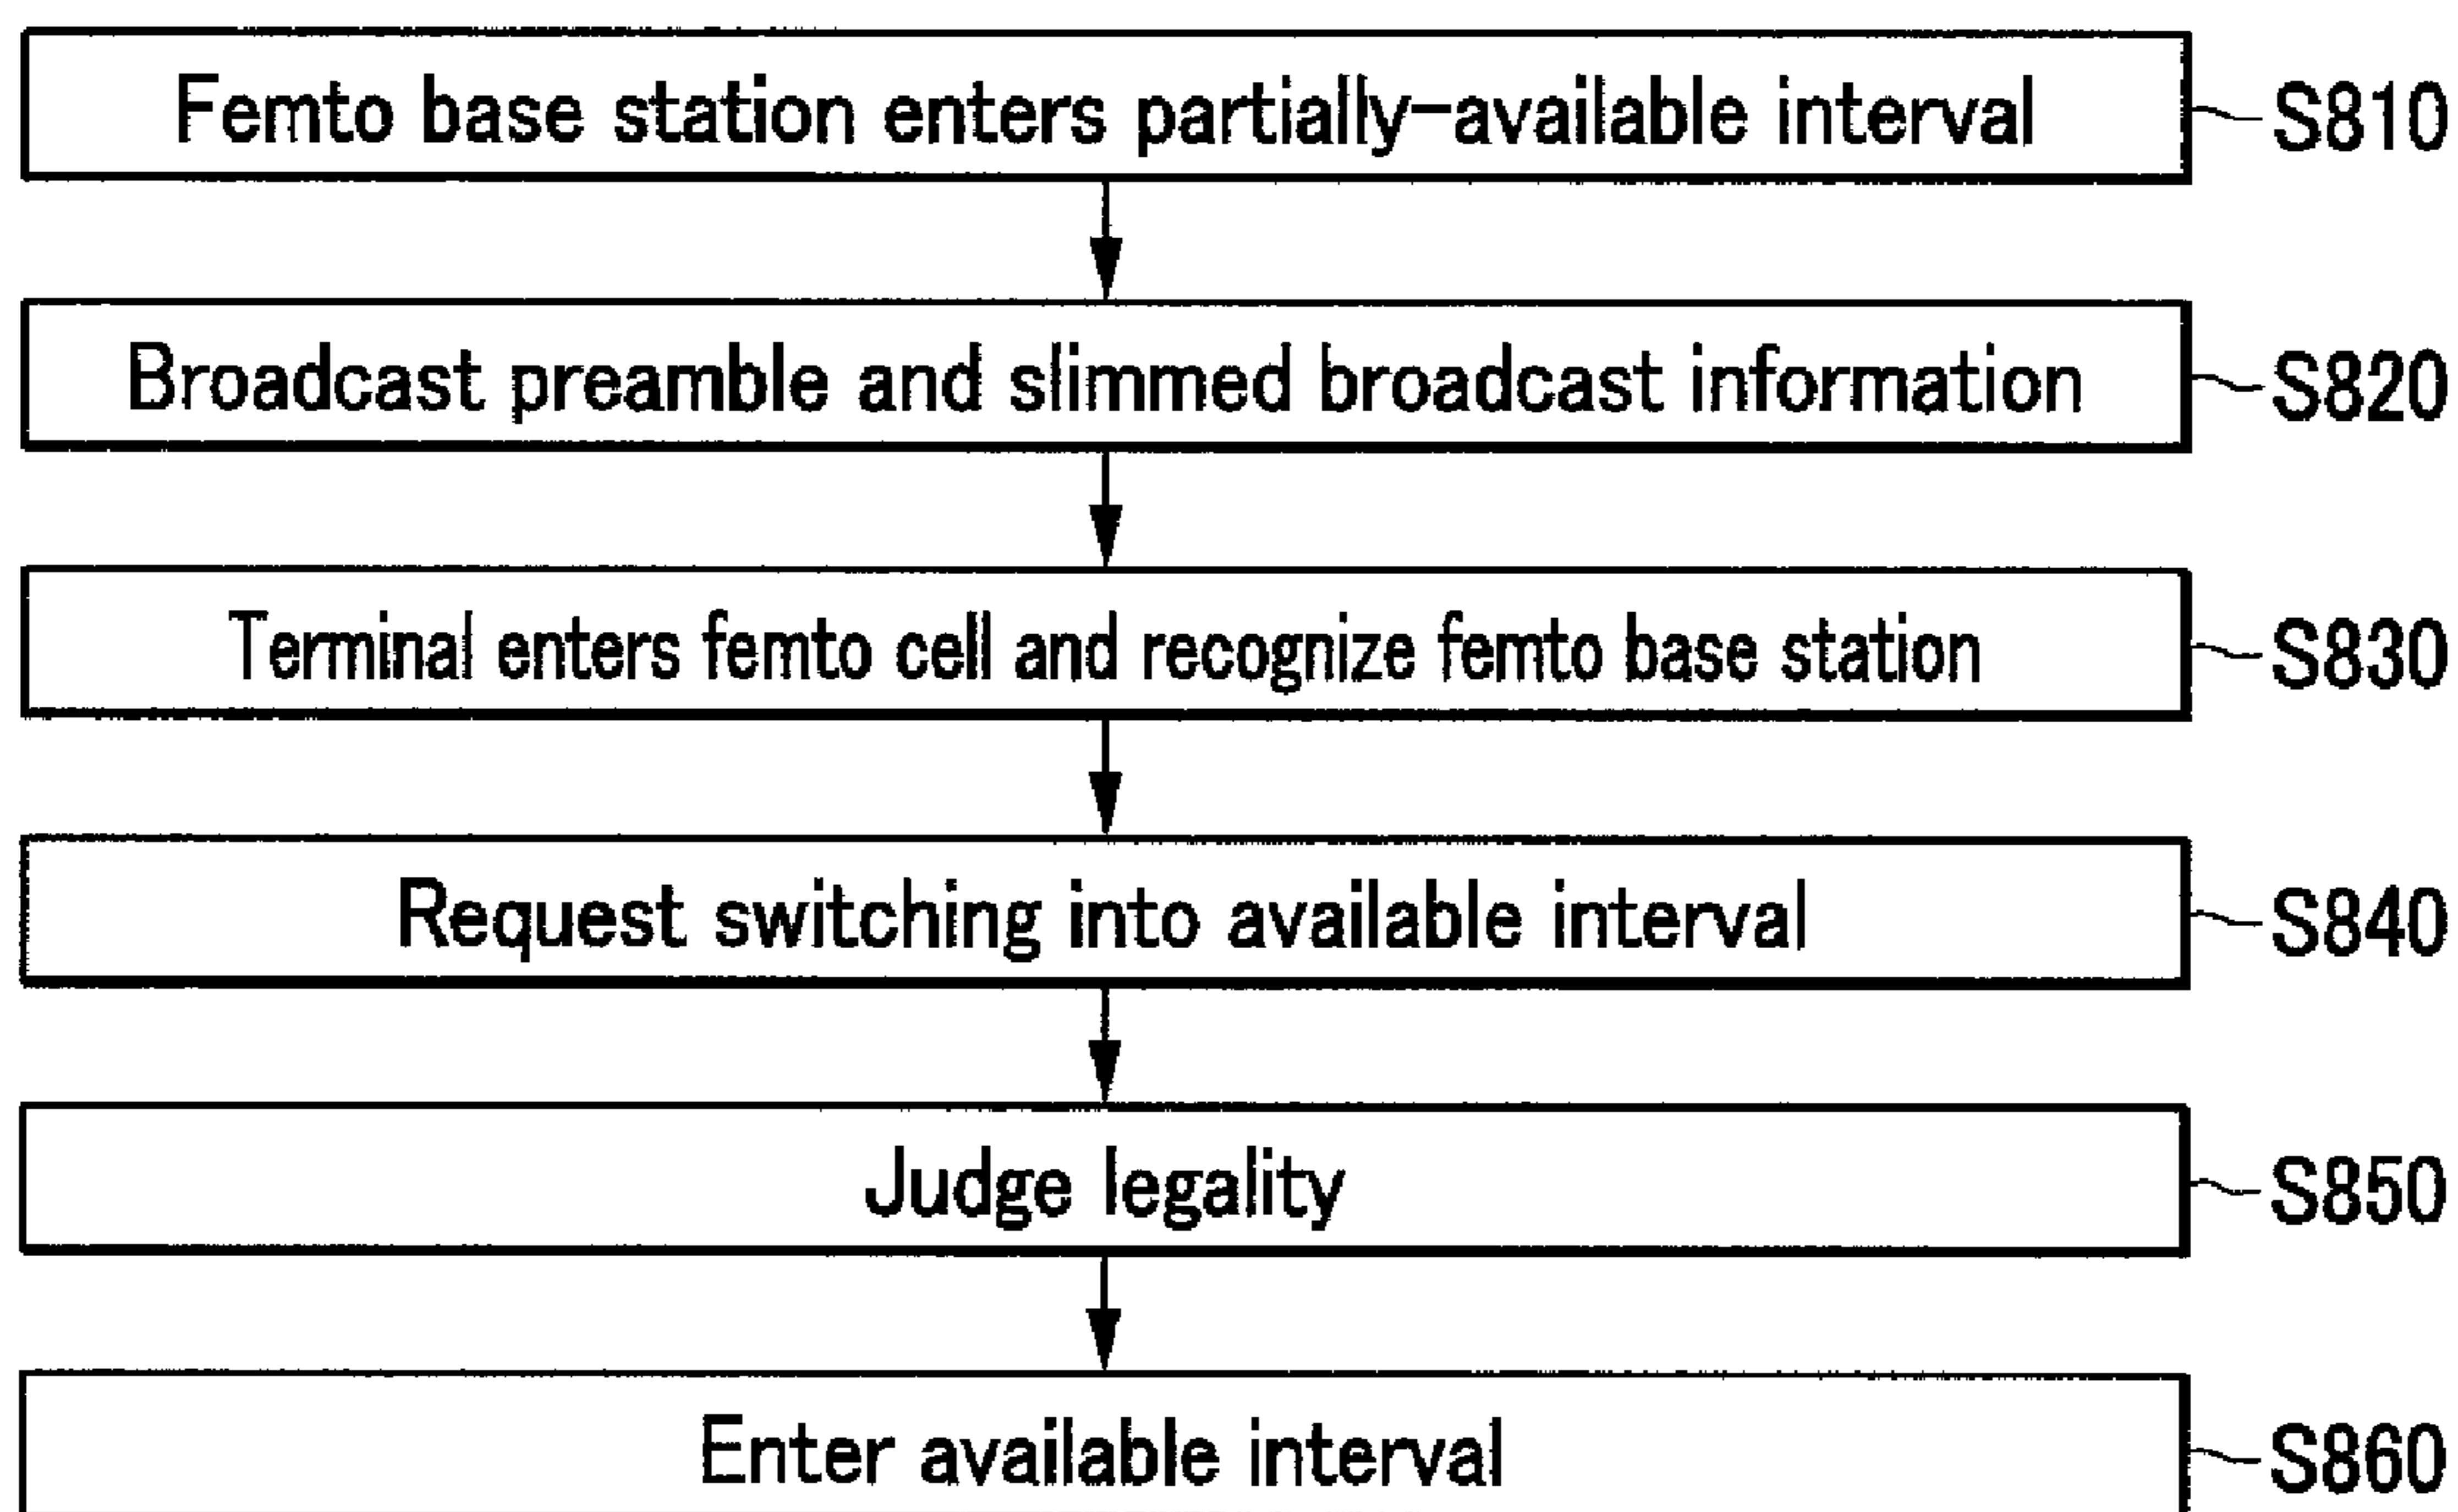 Femto base station enters partially-available interval S810
Broadcast preamble and slimmed broadcast information S820
Terminal enters femto cell and recognize femto base station S830
Request switching into available interval S840
Judge legality S850
Enter available interval S860